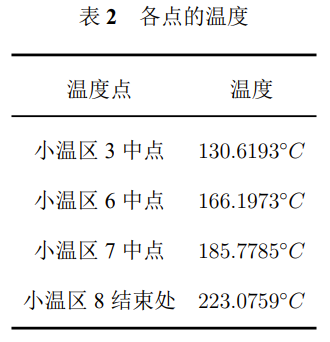 表 2 各点的温度
温度点 温度
小温区 3 中点 130.6193°C
小温区 6 中点 166.1973°C
小温区 7 中点 185.7785°C
小温区 8 结束处 223.0759°C